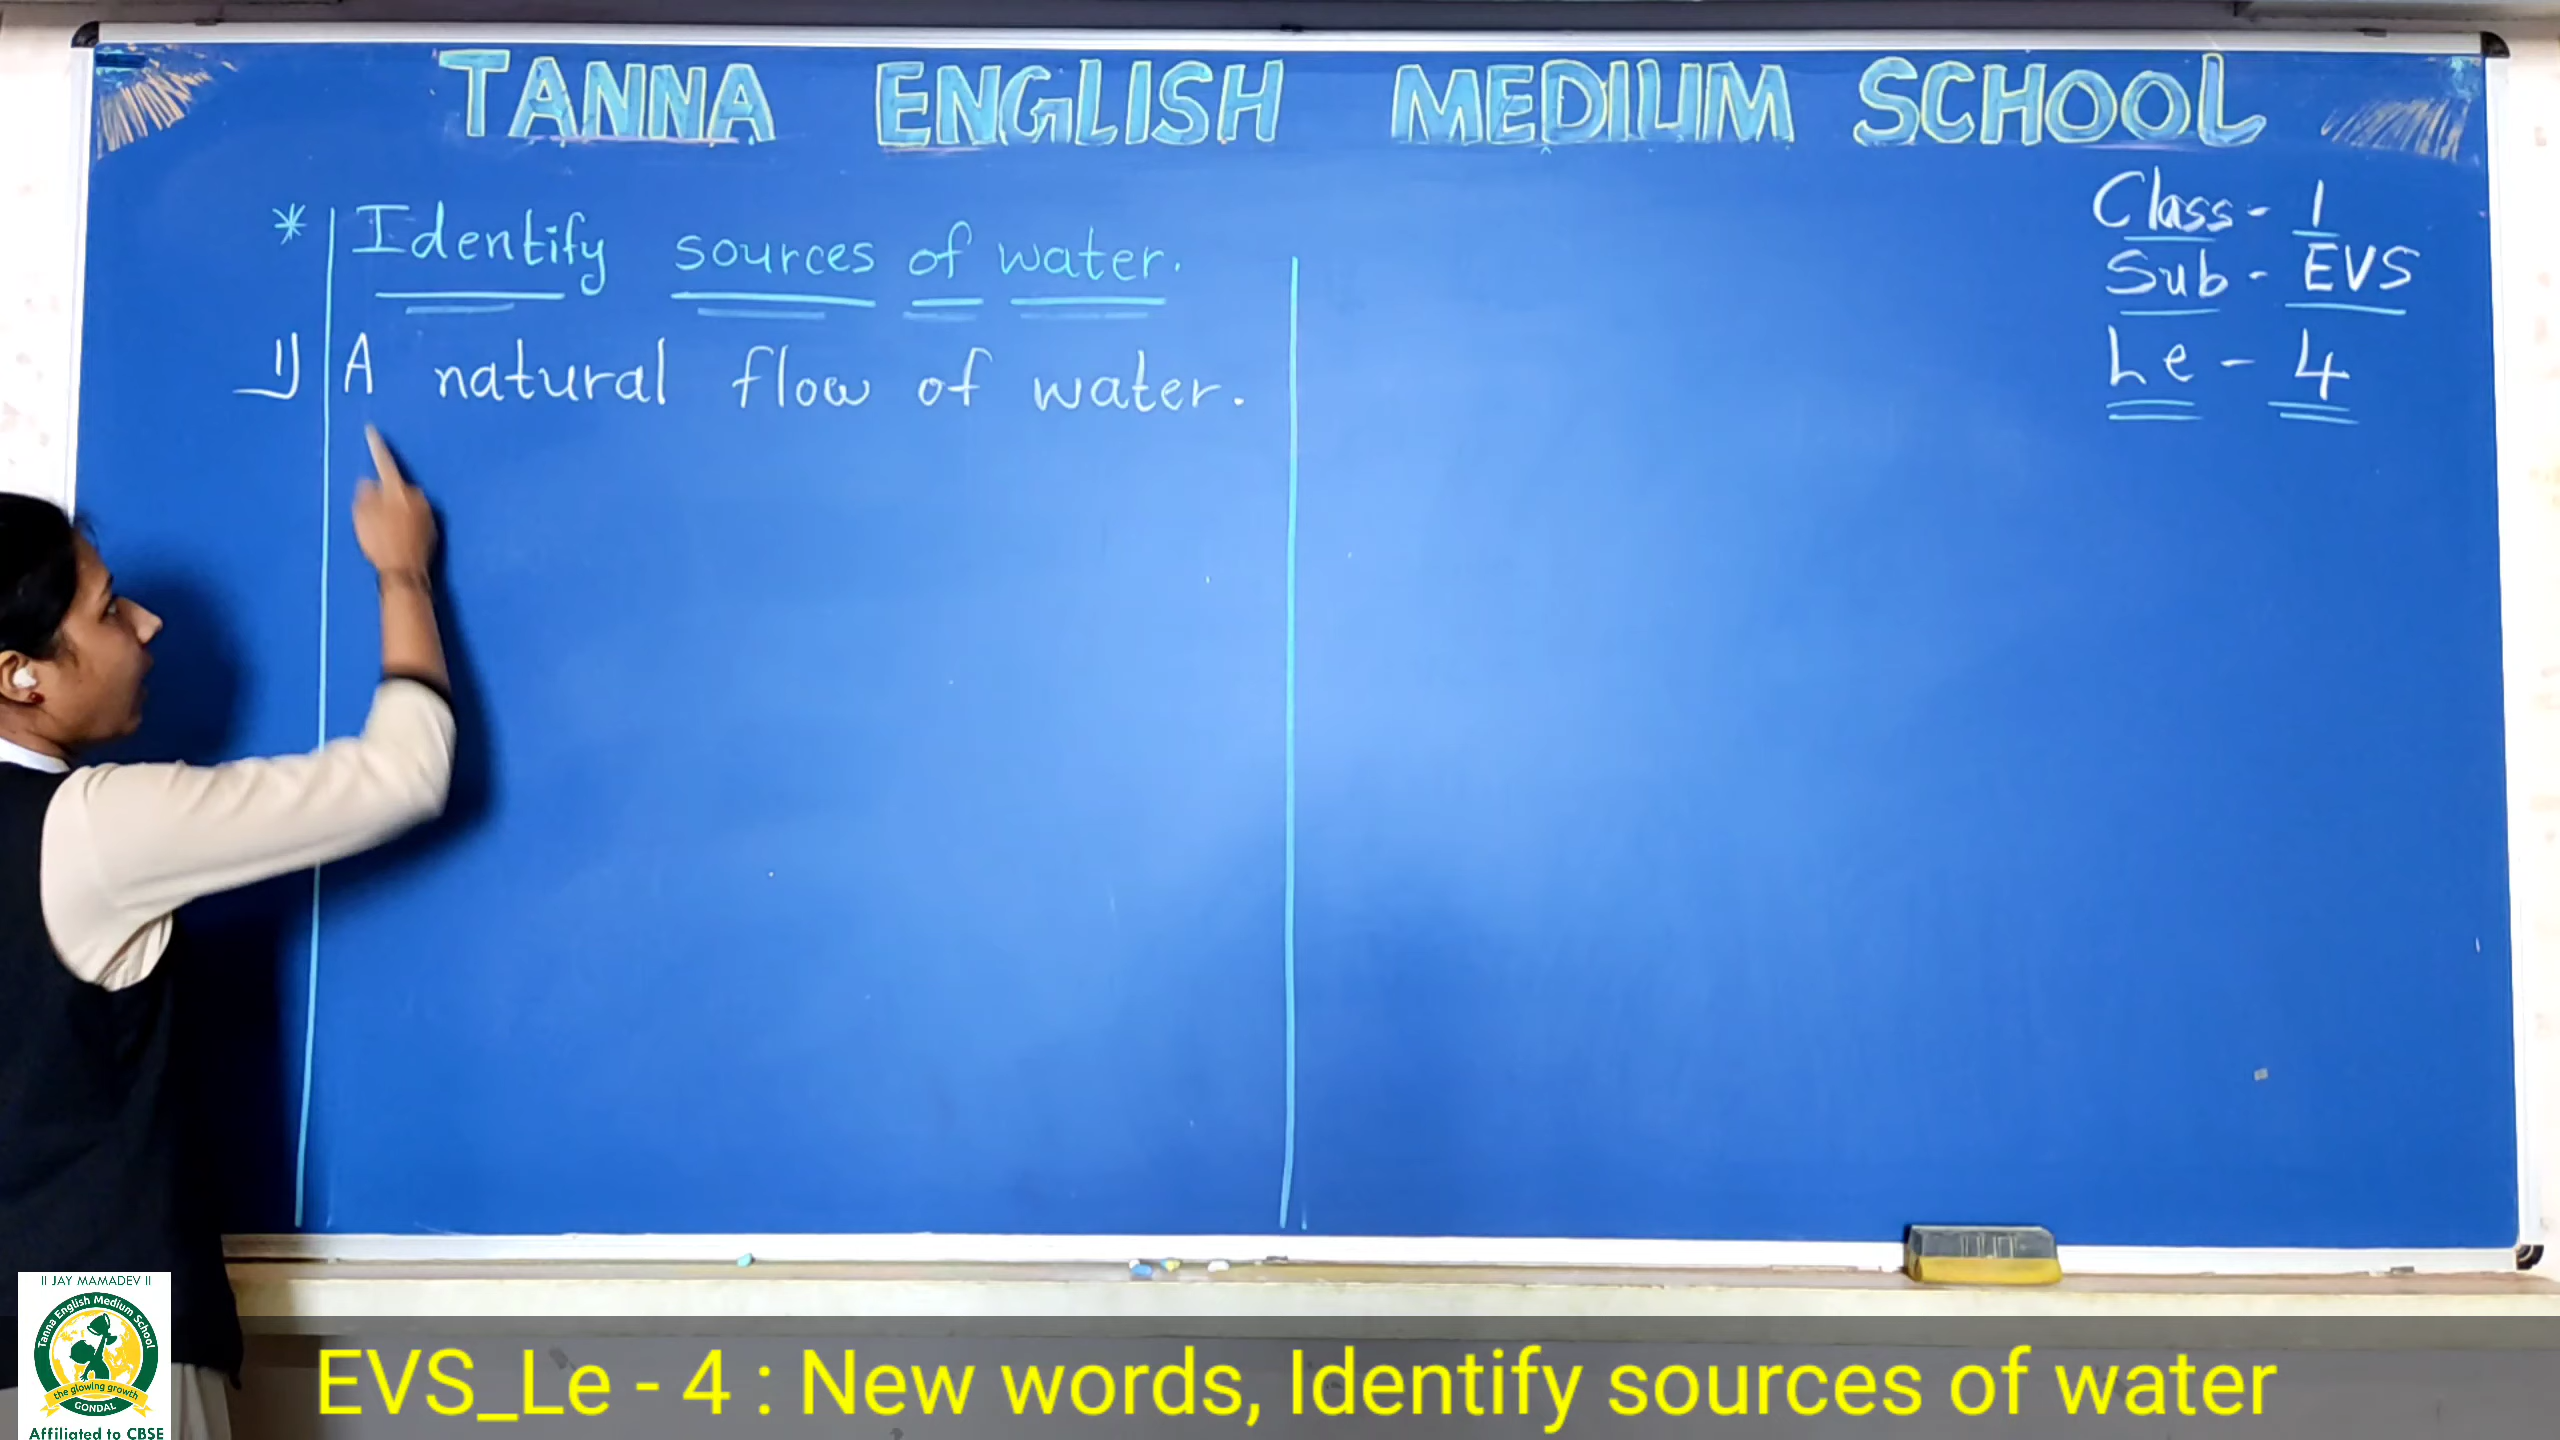 TANNA ENGLISH MEDIUM SCHOOL
Class - 1
Sub - EVS
Le - 4
* Identify sources of water.
1) A natural flow of water.
II JAY MAMADEV II
Tanna English Medium School
the glowing growth
GONDAL
Affiliated to CBSE
EVS_Le - 4 : New words, Identify sources of water